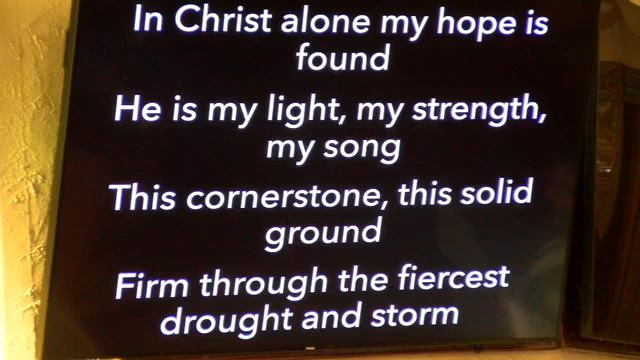 In Christ alone my hope is
found
He is my light, my strength,
my song
This cornerstone, this solid
ground
Firm through the fiercest
drought and storm